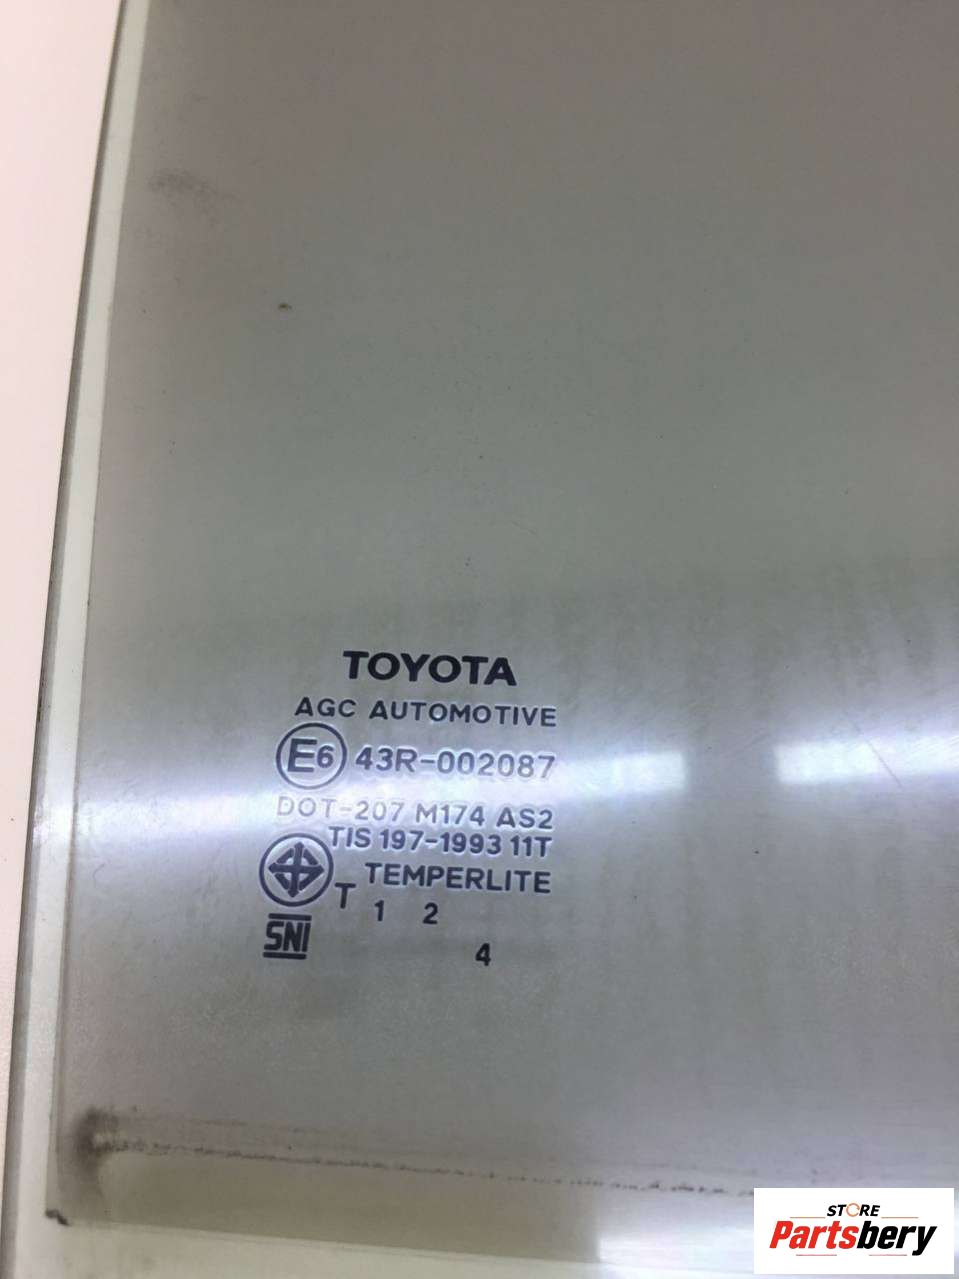 TOYOTA
AGC AUTOMOTIVE
E6 43R-002087
DOT-207 M174 AS2
TIS 197-1993 11T
TEMPERLITE
T 1 2
SNI
4
STORE
Partsbery